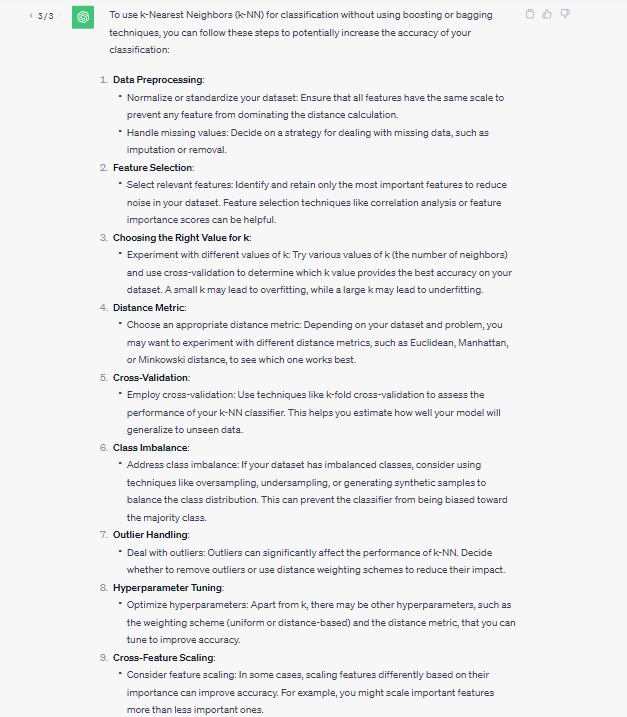 3/3
To use k-Nearest Neighbors (k-NN) for classification without using boosting or bagging
techniques, you can follow these steps to potentially increase the accuracy of your
classification:
1. Data Preprocessing:
• Normalize or standardize your dataset: Ensure that all features have the same scale to
prevent any feature from dominating the distance calculation.
• Handle missing values: Decide on a strategy for dealing with missing data, such as
imputation or removal.
2. Feature Selection:
• Select relevant features: Identify and retain only the most important features to reduce
noise in your dataset. Feature selection techniques like correlation analysis or feature
importance scores can be helpful.
3. Choosing the Right Value for k:
• Experiment with different values of k: Try various values of k (the number of neighbors)
and use cross-validation to determine which k value provides the best accuracy on your
dataset. A small k may lead to overfitting, while a large k may lead to underfitting.
4. Distance Metric:
• Choose an appropriate distance metric: Depending on your dataset and problem, you
may want to experiment with different distance metrics, such as Euclidean, Manhattan,
or Minkowski distance, to see which one works best.
5. Cross-Validation:
• Employ cross-validation: Use techniques like k-fold cross-validation to assess the
performance of your k-NN classifier. This helps you estimate how well your model will
generalize to unseen data.
6. Class Imbalance:
• Address class imbalance: If your dataset has imbalanced classes, consider using
techniques like oversampling, undersampling, or generating synthetic samples to
balance the class distribution. This can prevent the classifier from being biased toward
the majority class.
7. Outlier Handling:
• Deal with outliers: Outliers can significantly affect the performance of k-NN. Decide
whether to remove outliers or use distance weighting schemes to reduce their impact.
8. Hyperparameter Tuning:
• Optimize hyperparameters: Apart from k, there may be other hyperparameters, such as
the weighting scheme (uniform or distance-based) and the distance metric, that you can
tune to improve accuracy.
9. Cross-Feature Scaling:
• Consider feature scaling: In some cases, scaling features differently based on their
importance can improve accuracy. For example, you might scale important features
more than less important ones.